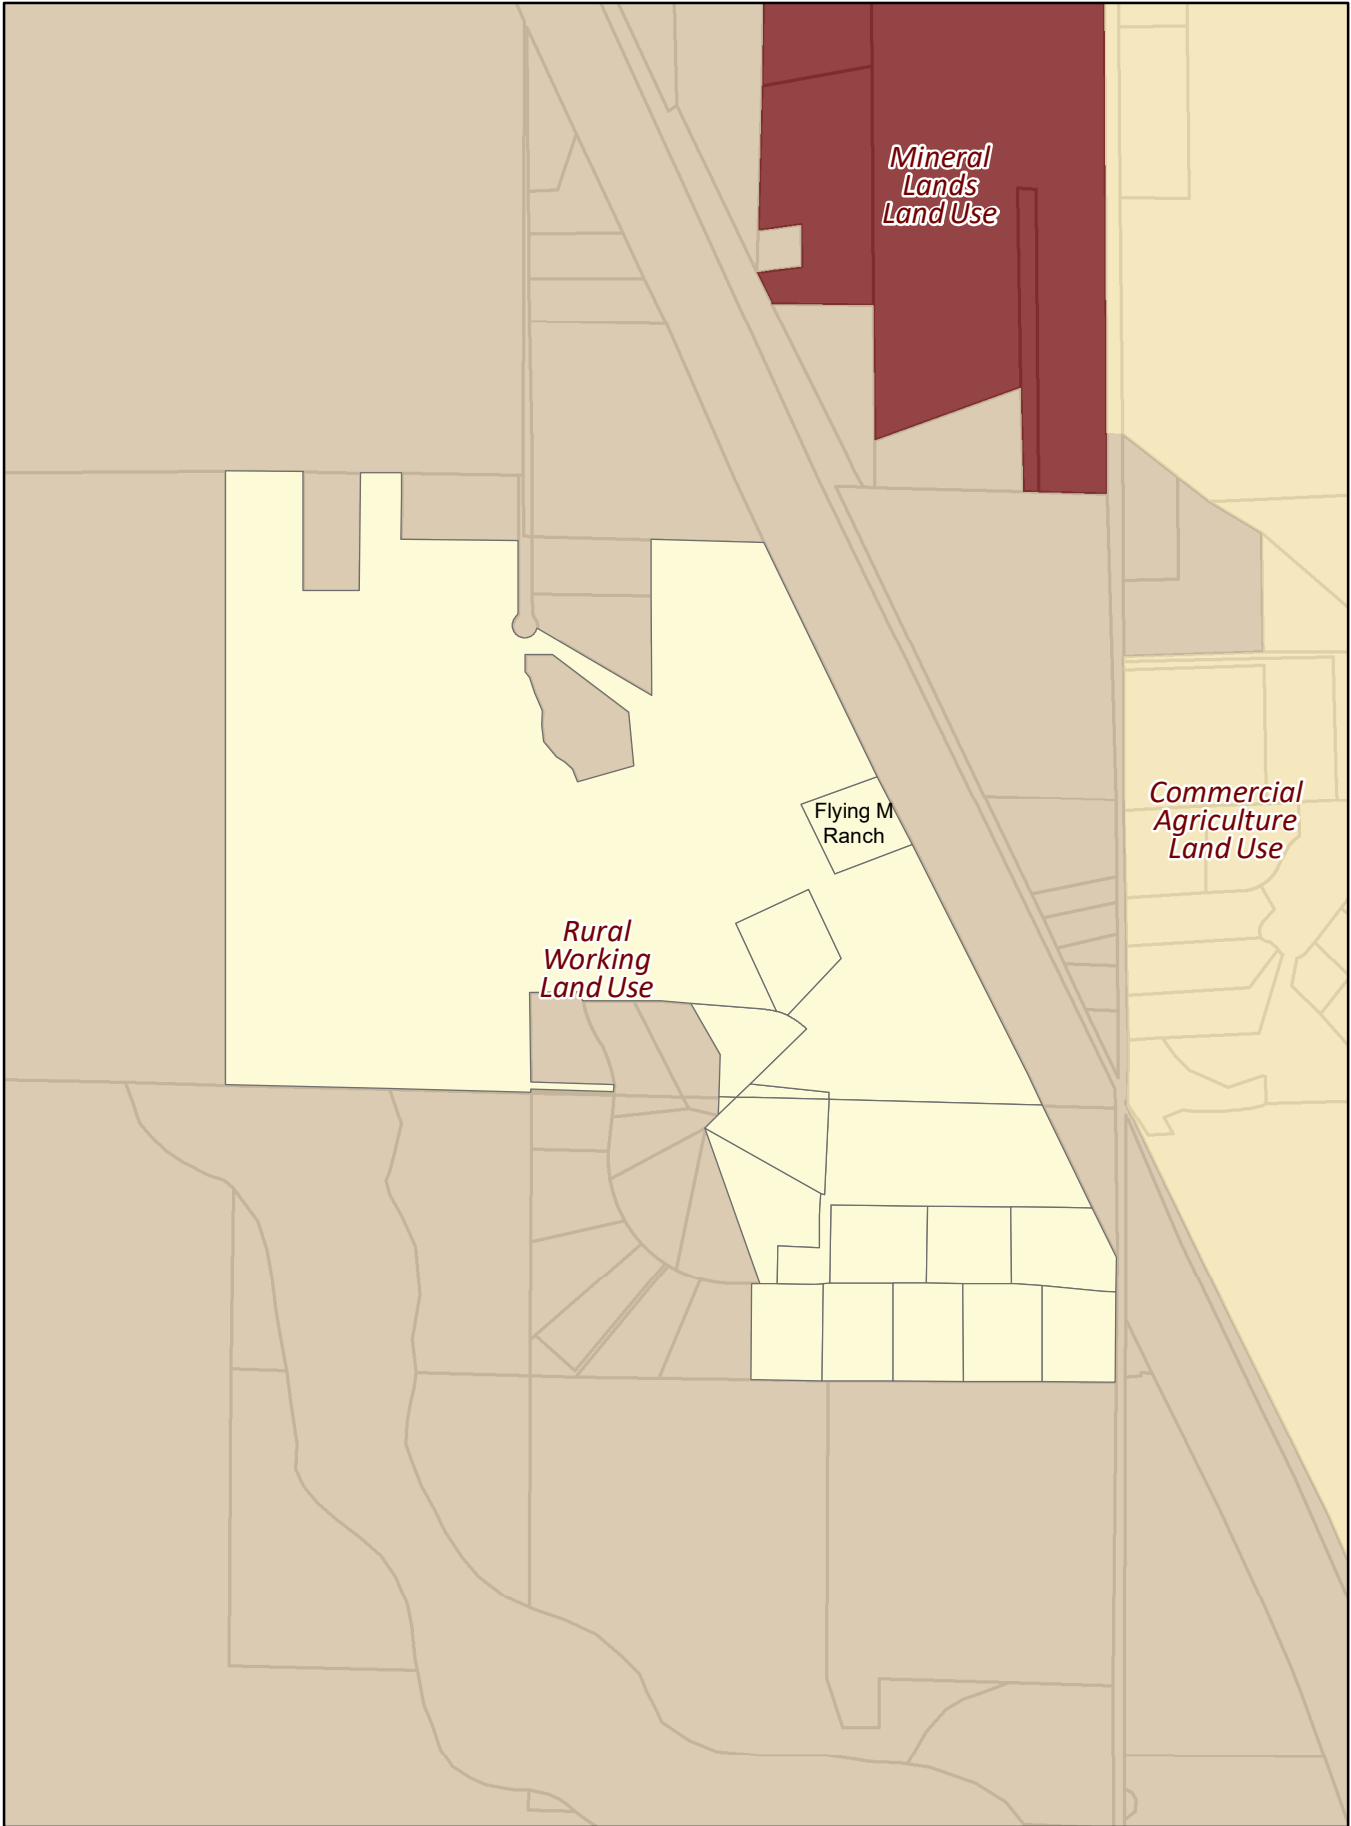 Mineral
Lands
Land Use
Commercial
Agriculture
Land Use
Flying M
Ranch
Rural
Working
Land Use